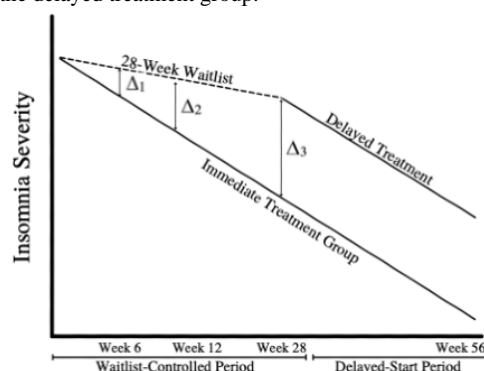 the delayed treatment group.
28-Week Waitlist
Δ1
Δ2
Δ3
Delayed Treatment
Immediate Treatment Group
Insomnia Severity
Week 6
Week 12
Week 28
Week 56
Waitlist-Controlled Period
Delayed-Start Period